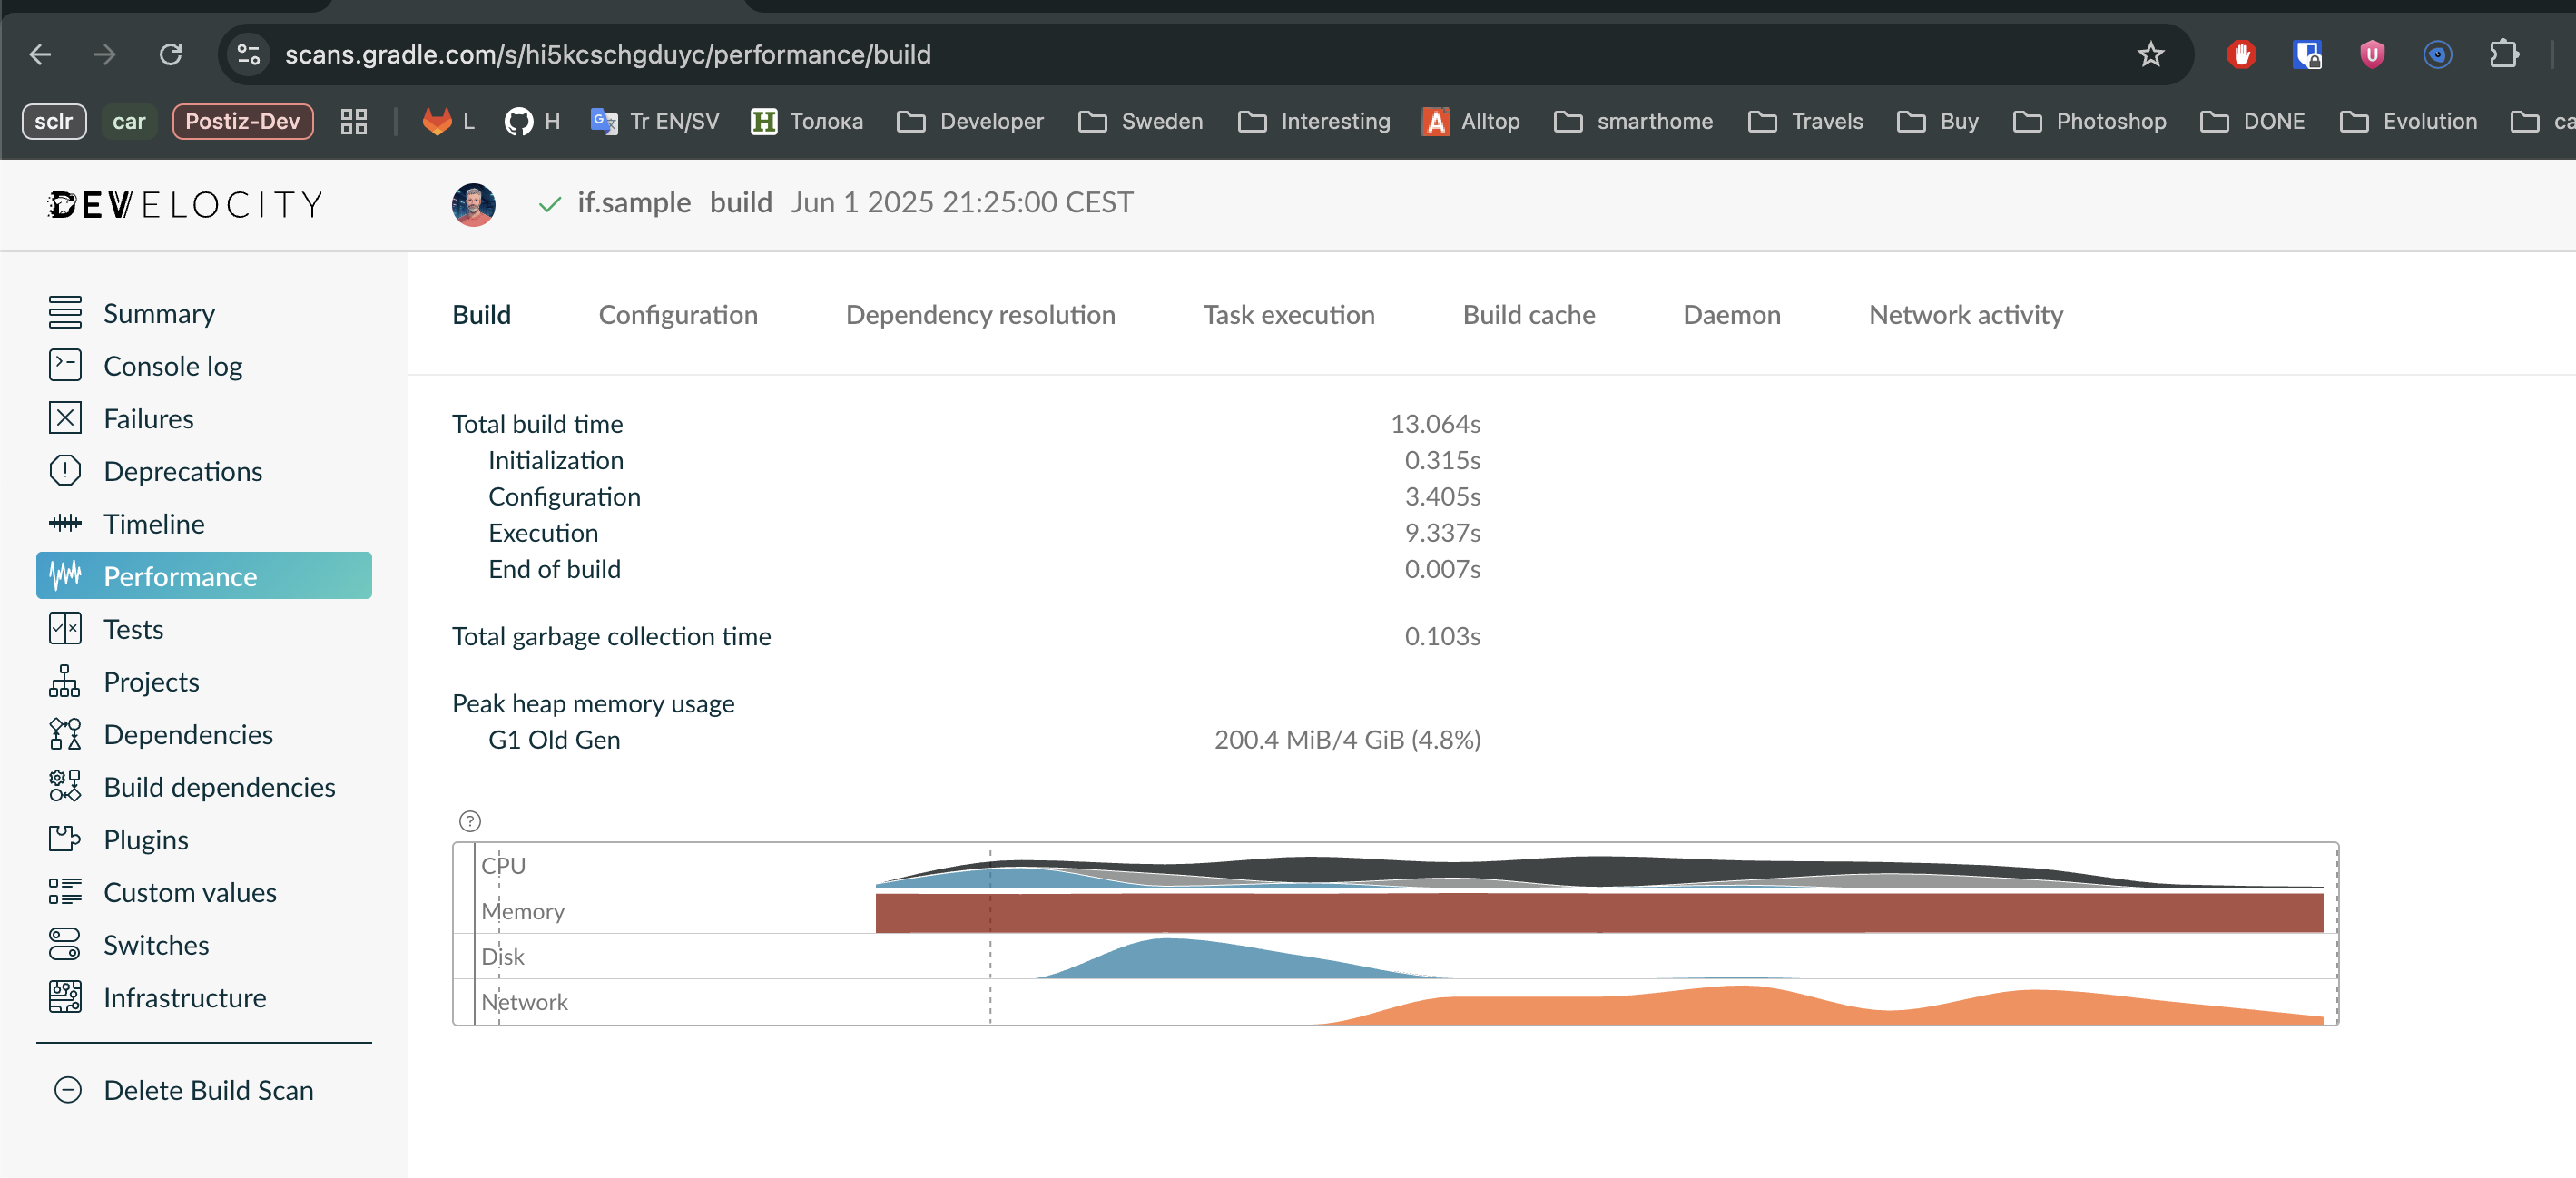 scans.gradle.com/s/hi5kcschgduyc/performance/build
sclr car Postiz-Dev L H Tr EN/SV Толока Developer Sweden Interesting Alltop smarthome Travels Buy Photoshop DONE Evolution ca
DEVELOCITY if.sample build Jun 1 2025 21:25:00 CEST
Summary
Console log
Failures
Deprecations
Timeline
Performance
Tests
Projects
Dependencies
Build dependencies
Plugins
Custom values
Switches
Infrastructure
Delete Build Scan
Build Configuration Dependency resolution Task execution Build cache Daemon Network activity
Total build time 13.064s
Initialization 0.315s
Configuration 3.405s
Execution 9.337s
End of build 0.007s
Total garbage collection time 0.103s
Peak heap memory usage
G1 Old Gen 200.4 MiB/4 GiB (4.8%)
?
CPU
Memory
Disk
Network